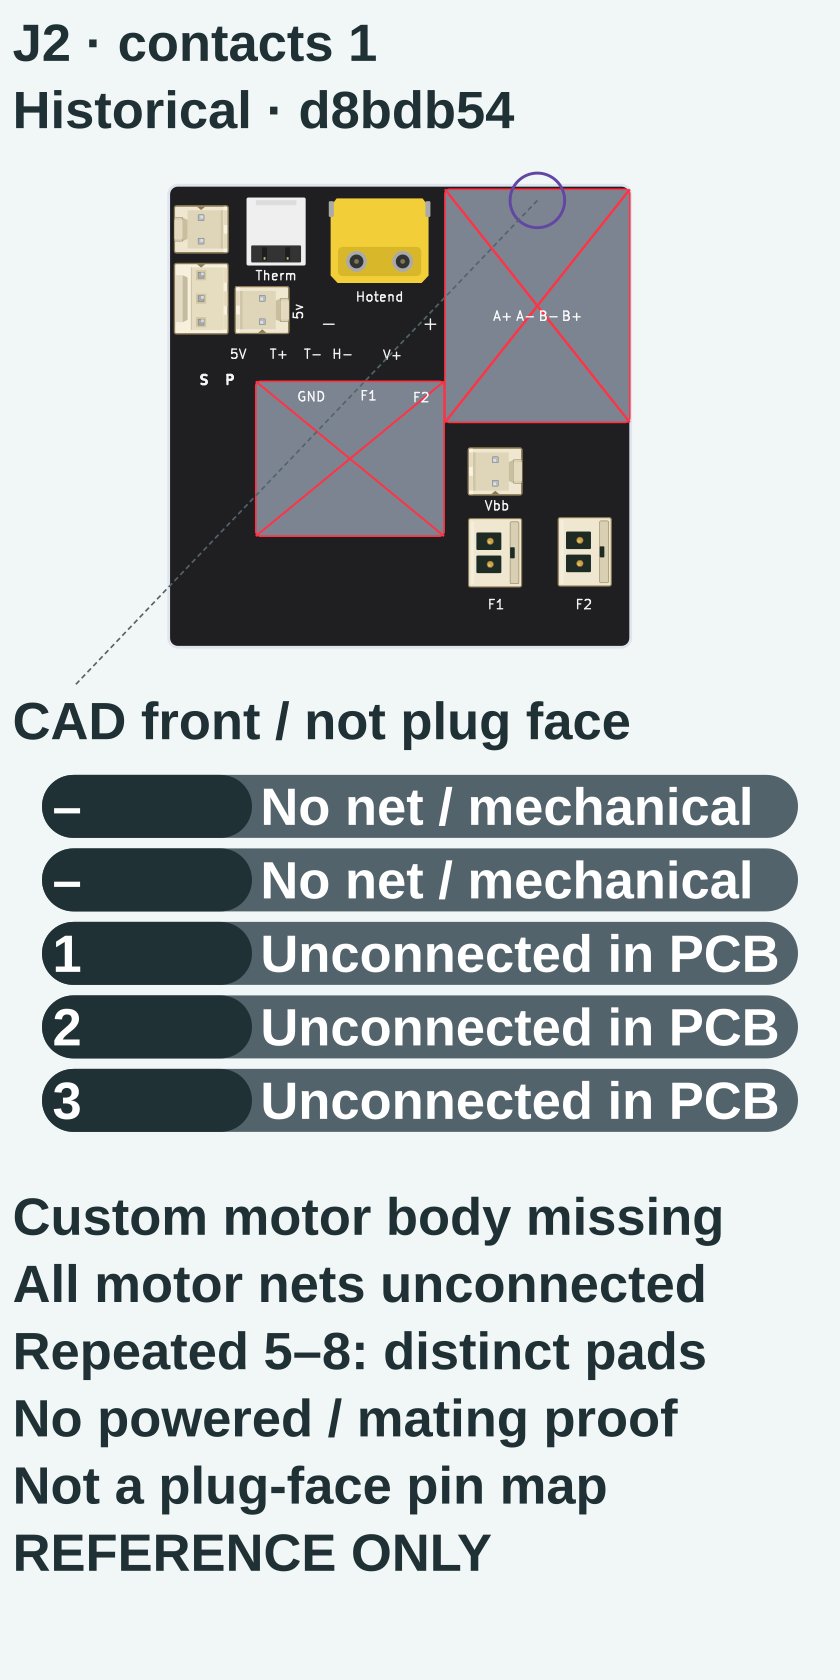 J2 · contacts 1
Historical · d8bdb54
Therm
Hotend
5v
– +
A+ A– B– B+
5V T+ T– H– V+
S P
GND F1 F2
Vbb
F1 F2
CAD front / not plug face
– No net / mechanical
– No net / mechanical
1 Unconnected in PCB
2 Unconnected in PCB
3 Unconnected in PCB
Custom motor body missing
All motor nets unconnected
Repeated 5–8: distinct pads
No powered / mating proof
Not a plug-face pin map
REFERENCE ONLY